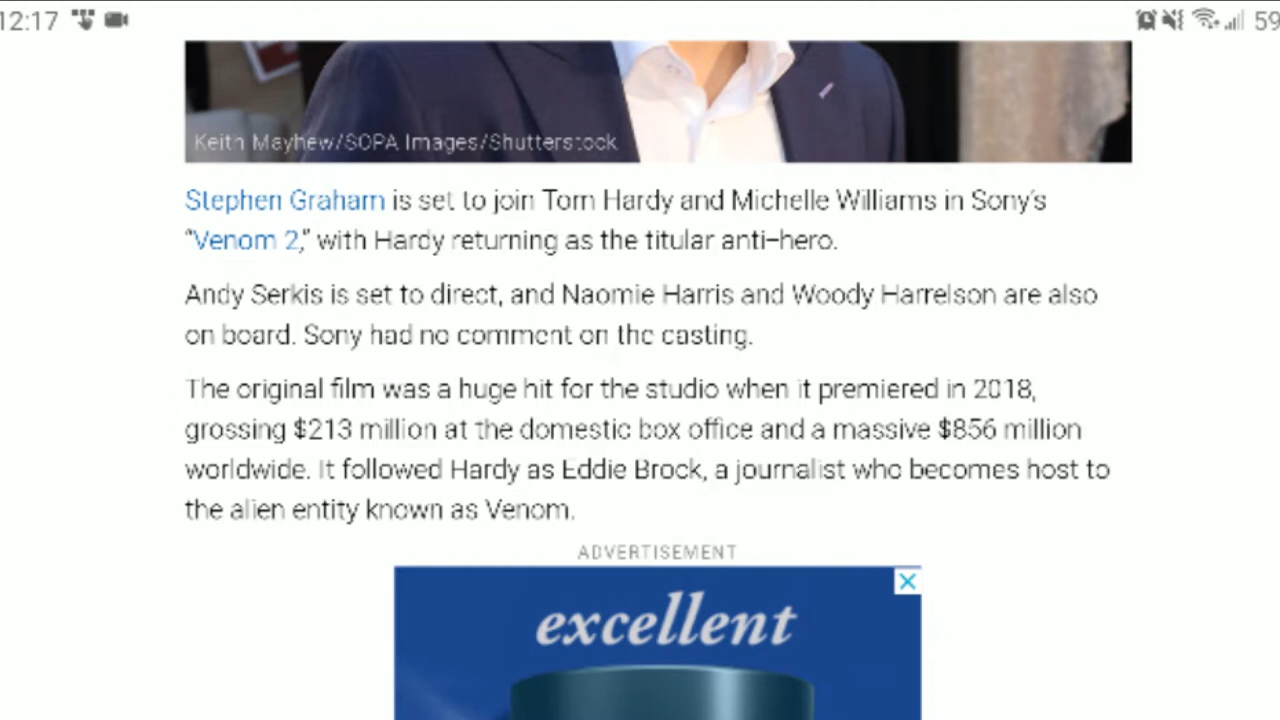 12:17
59
Keith Mayhew/SOPA Images/Shutterstock
Stephen Graham is set to join Tom Hardy and Michelle Williams in Sony's
"Venom 2," with Hardy returning as the titular anti-hero.
Andy Serkis is set to direct, and Naomie Harris and Woody Harrelson are also
on board. Sony had no comment on the casting.
The original film was a huge hit for the studio when it premiered in 2018,
grossing $213 million at the domestic box office and a massive $856 million
worldwide. It followed Hardy as Eddie Brock, a journalist who becomes host to
the alien entity known as Venom.
ADVERTISEMENT
excellent